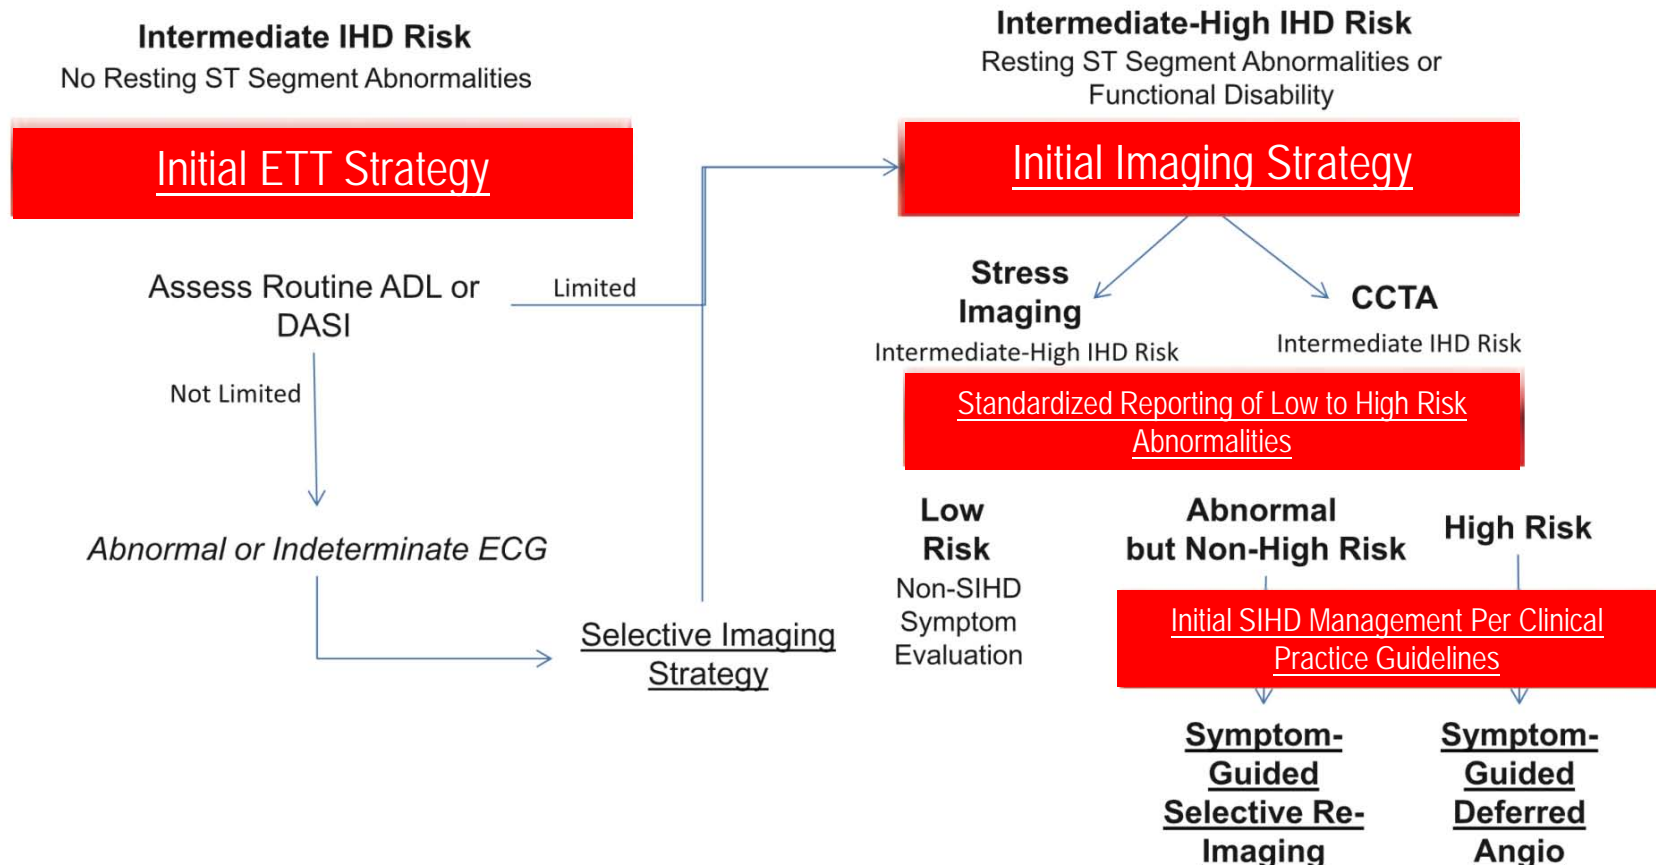 Intermediate IHD Risk
No Resting ST Segment Abnormalities
Initial ETT Strategy
Assess Routine ADL or
DASI
Limited
Not Limited
Abnormal or Indeterminate ECG
Selective Imaging
Strategy
Intermediate-High IHD Risk
Resting ST Segment Abnormalities or
Functional Disability
Initial Imaging Strategy
Stress
Imaging
Intermediate-High IHD Risk
CCTA
Intermediate IHD Risk
Standardized Reporting of Low to High Risk
Abnormalities
Low
Risk
Non-SIHD
Symptom
Evaluation
Abnormal
but Non-High Risk
High Risk
Initial SIHD Management Per Clinical
Practice Guidelines
Symptom-
Guided
Selective Re-
Imaging
Symptom-
Guided
Deferred
Angio